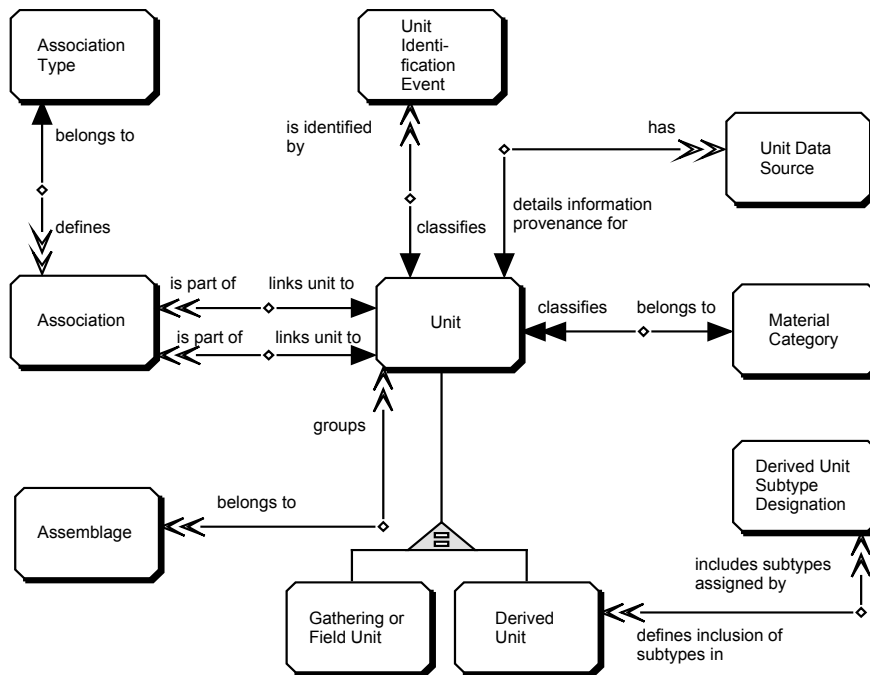 Association
Type
Unit
Identi-
fication
Event
belongs to
is identified
by
has
Unit Data
Source
details information
provenance for
defines
classifies
is part of
links unit to
Association
Unit
classifies
belongs to
Material
Category
is part of
links unit to
groups
Derived Unit
Subtype
Designation
belongs to
Assemblage
includes subtypes
assigned by
Gathering or
Field Unit
Derived
Unit
defines inclusion of
subtypes in